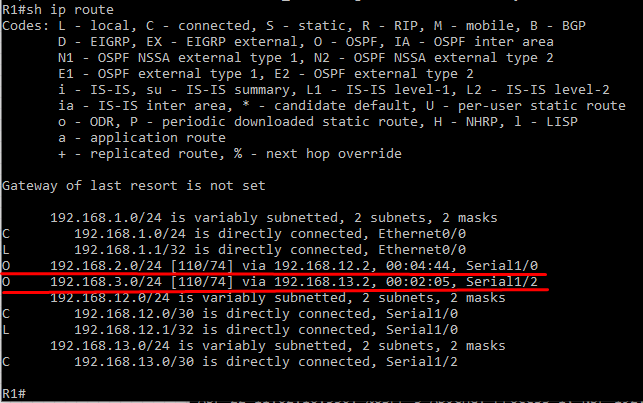 R1#sh ip route
Codes: L - local, C - connected, S - static, R - RIP, M - mobile, B - BGP
D - EIGRP, EX - EIGRP external, O - OSPF, IA - OSPF inter area
N1 - OSPF NSSA external type 1, N2 - OSPF NSSA external type 2
E1 - OSPF external type 1, E2 - OSPF external type 2
i - IS-IS, su - IS-IS summary, L1 - IS-IS level-1, L2 - IS-IS level-2
ia - IS-IS inter area, * - candidate default, U - per-user static route
o - ODR, P - periodic downloaded static route, H - NHRP, l - LISP
a - application route
+ - replicated route, % - next hop override
Gateway of last resort is not set
192.168.1.0/24 is variably subnetted, 2 subnets, 2 masks
C 192.168.1.0/24 is directly connected, Ethernet0/0
L 192.168.1.1/32 is directly connected, Ethernet0/0
O 192.168.2.0/24 [110/74] via 192.168.12.2, 00:04:44, Serial1/0
O 192.168.3.0/24 [110/74] via 192.168.13.2, 00:02:05, Serial1/2
192.168.12.0/24 is variably subnetted, 2 subnets, 2 masks
C 192.168.12.0/30 is directly connected, Serial1/0
L 192.168.12.1/32 is directly connected, Serial1/0
192.168.13.0/24 is variably subnetted, 2 subnets, 2 masks
C 192.168.13.0/30 is directly connected, Serial1/2
R1#